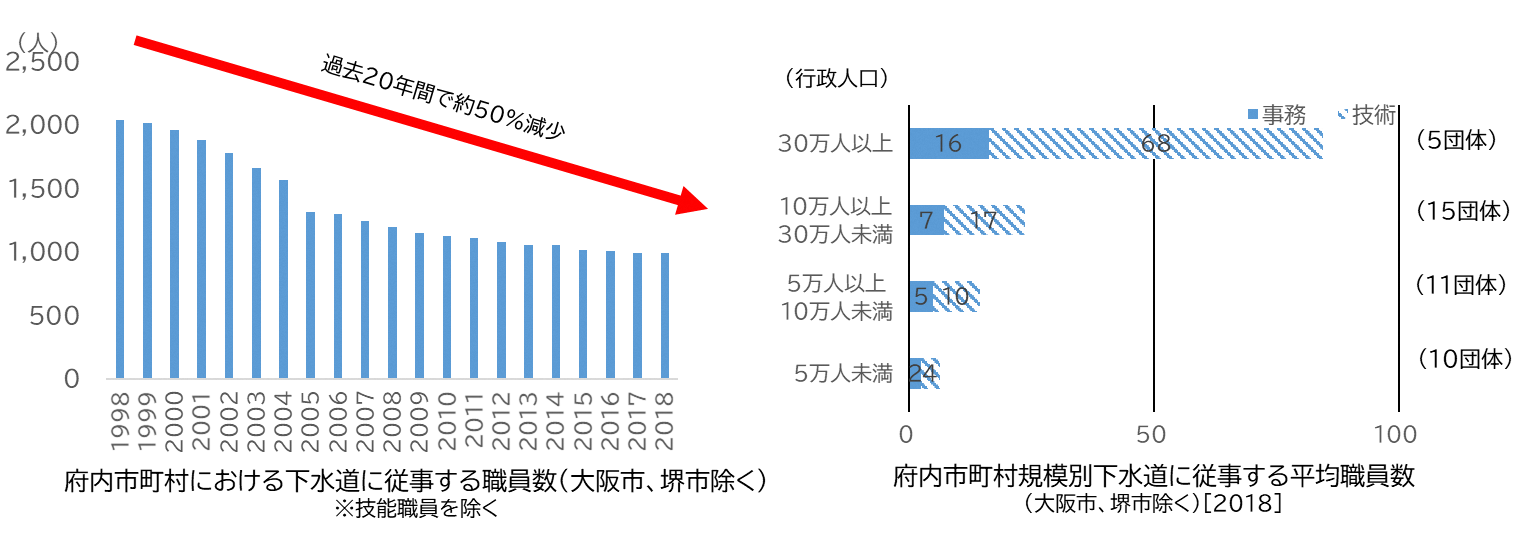 （人）
2,500
2,000
1,500
1,000
500
0
過去20年間で約50％減少
1998
1999
2000
2001
2002
2003
2004
2005
2006
2007
2008
2009
2010
2011
2012
2013
2014
2015
2016
2017
2018
府内市町村における下水道に従事する職員数（大阪市、堺市除く）
※技能職員を除く
（行政人口）
事務 技術
30万人以上 16 68 （5団体）
10万人以上
30万人未満 7 17 （15団体）
5万人以上
10万人未満 5 10 （11団体）
5万人未満 2 4 （10団体）
0 50 100
府内市町村規模別下水道に従事する平均職員数
（大阪市、堺市除く）［2018］